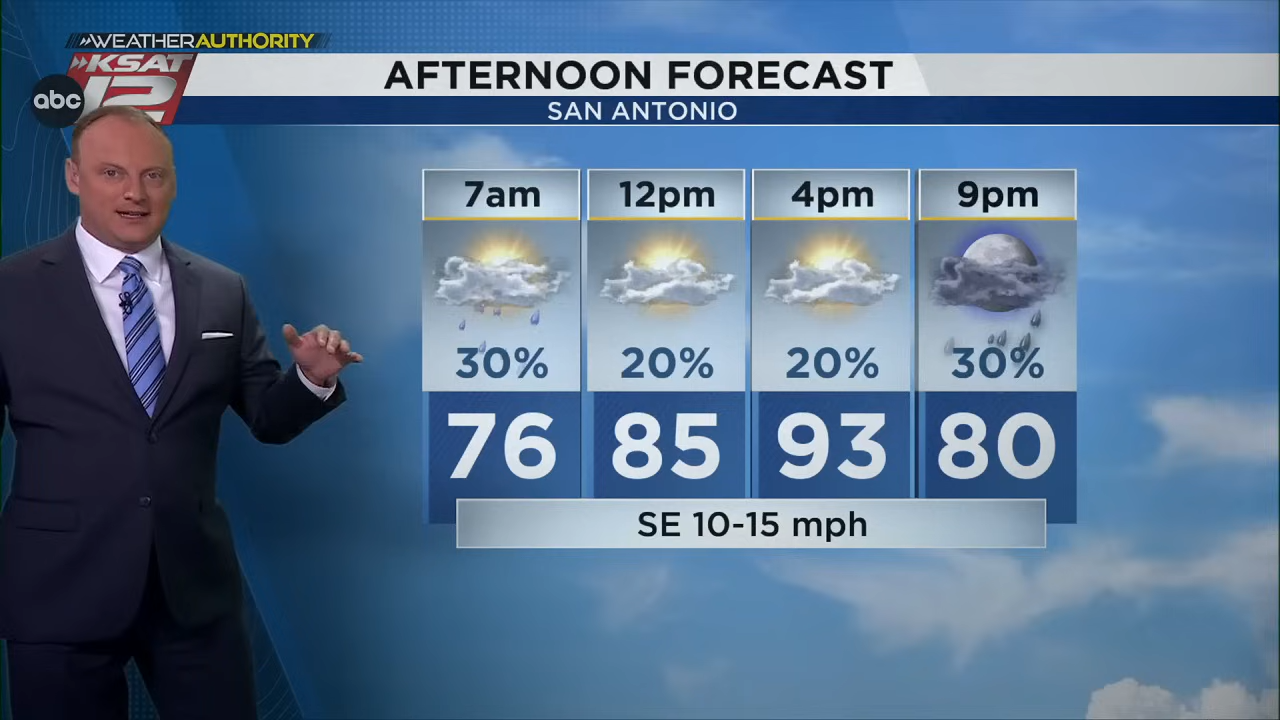 WEATHERAUTHORITY
KSAT
abc 12
AFTERNOON FORECAST
SAN ANTONIO
7am 12pm 4pm 9pm
30% 20% 20% 30%
76 85 93 80
SE 10-15 mph